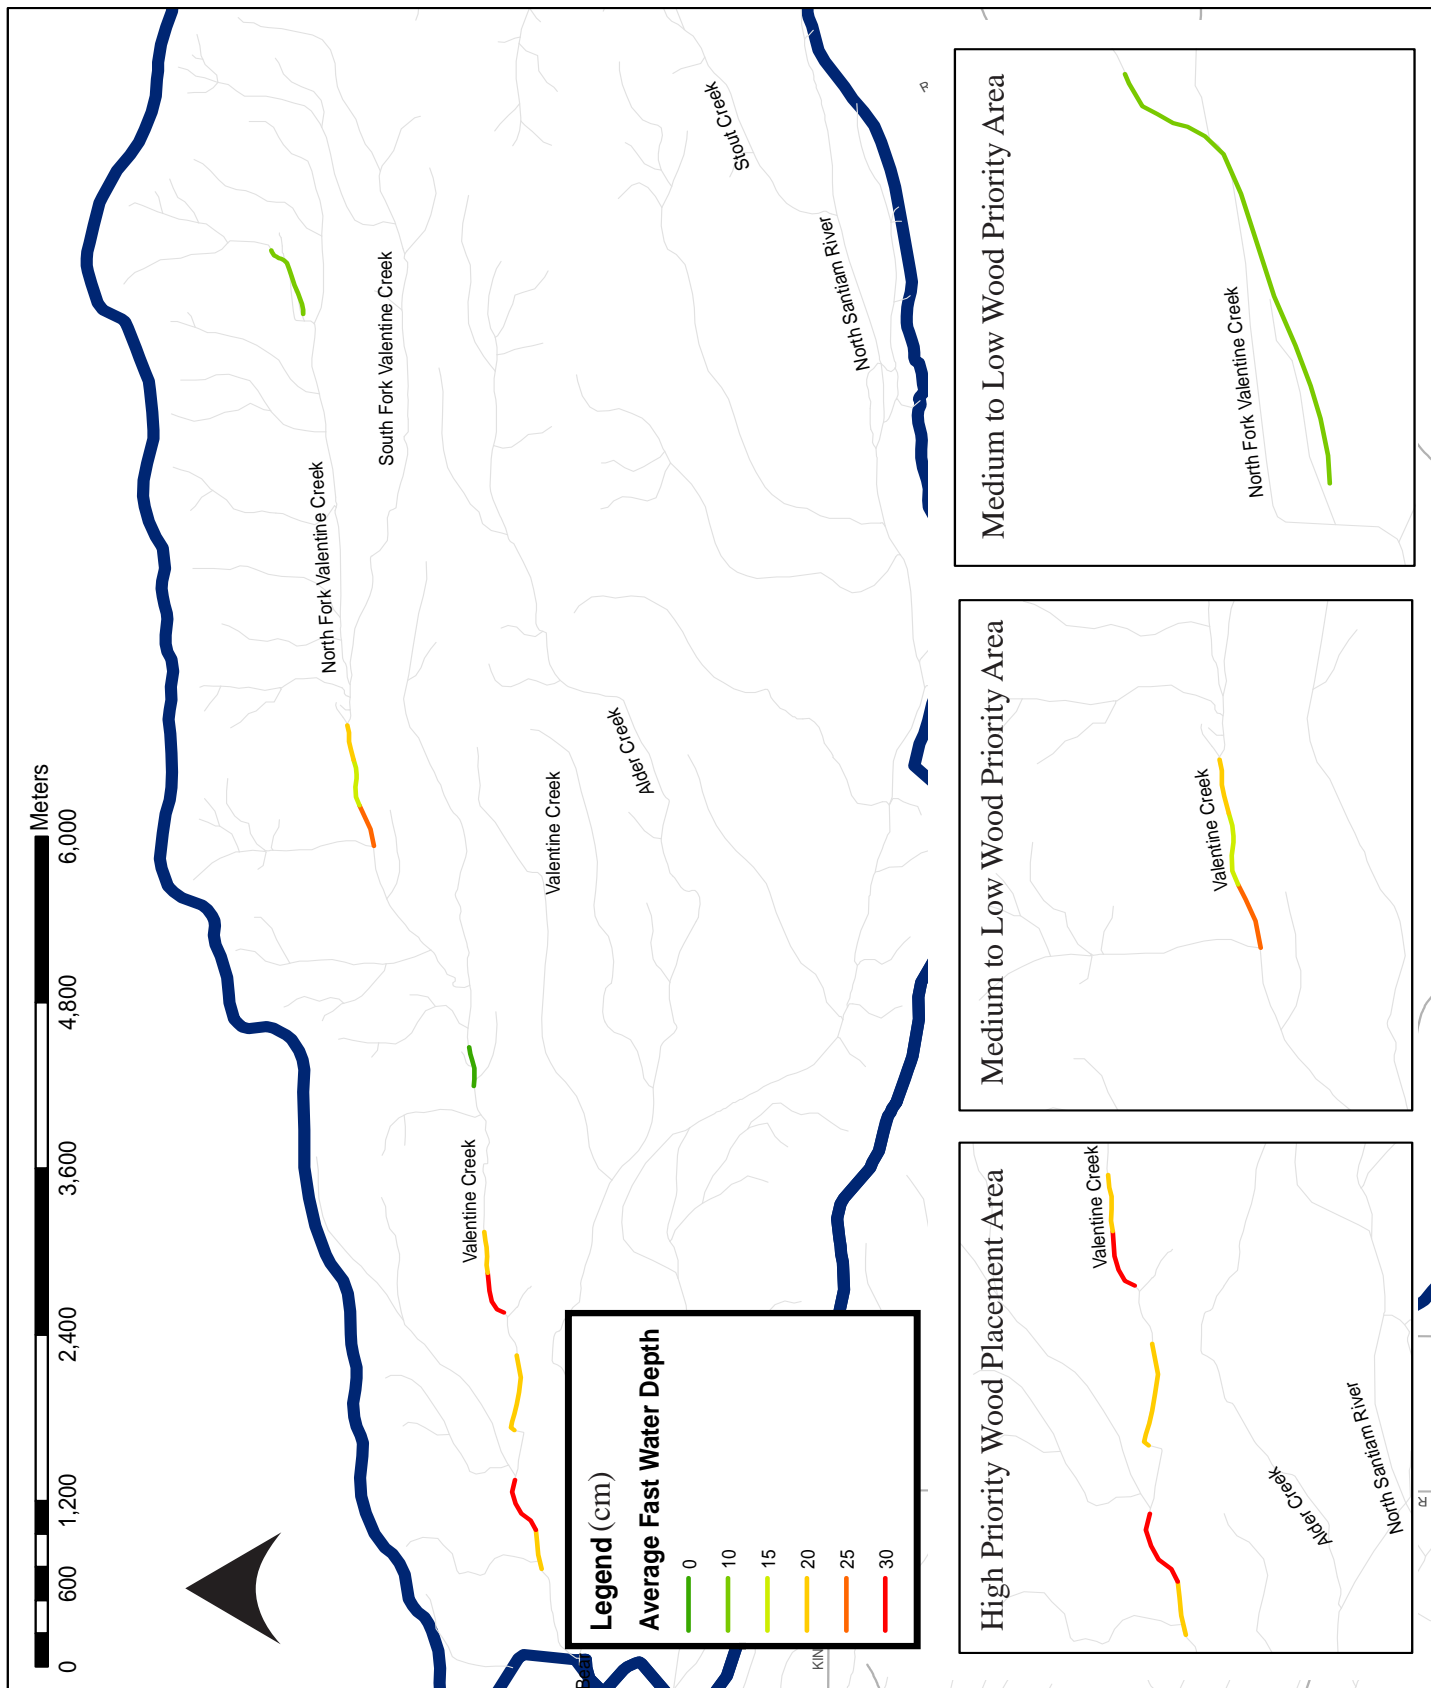 0 600 1,200 2,400 3,600 4,800 6,000
Meters
North Fork Valentine Creek
South Fork Valentine Creek
Stout Creek
North Santiam River
Valentine Creek
Valentine Creek
Alder Creek
Bear
KIN
R
Legend (cm)
Average Fast Water Depth
0
10
15
20
25
30
High Priority Wood Placement Area
Valentine Creek
Alder Creek
North Santiam River
R
Medium to Low Wood Priority Area
Valentine Creek
Medium to Low Wood Priority Area
North Fork Valentine Creek